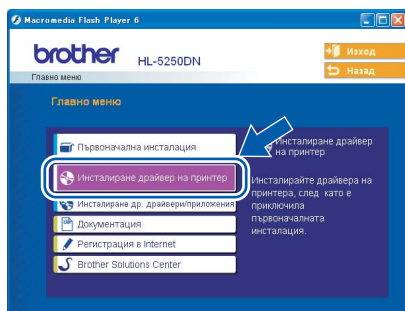 Macromedia Flash Player 6
brother HL-5250DN
Изход
Назад
Главно меню
Главно меню
Първоначална инсталация
Инсталиране драйвер на принтер
Инсталиране др. драйвери/приложения
Документация
Регистрация в Internet
Brother Solutions Center
Инсталиране драйвер
на принтер
Инсталирайте драйвера на
принтера, след като е
приключила
първоначалната
инсталация.